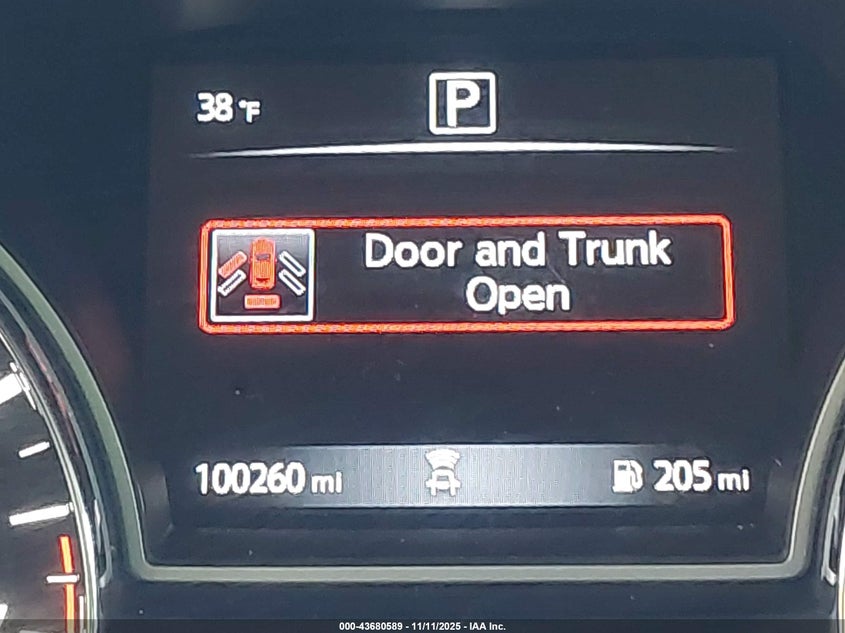 38°F
P
Door and Trunk
Open
100260 mi
205 mi
000-43680589 - 11/11/2025 - IAA Inc.